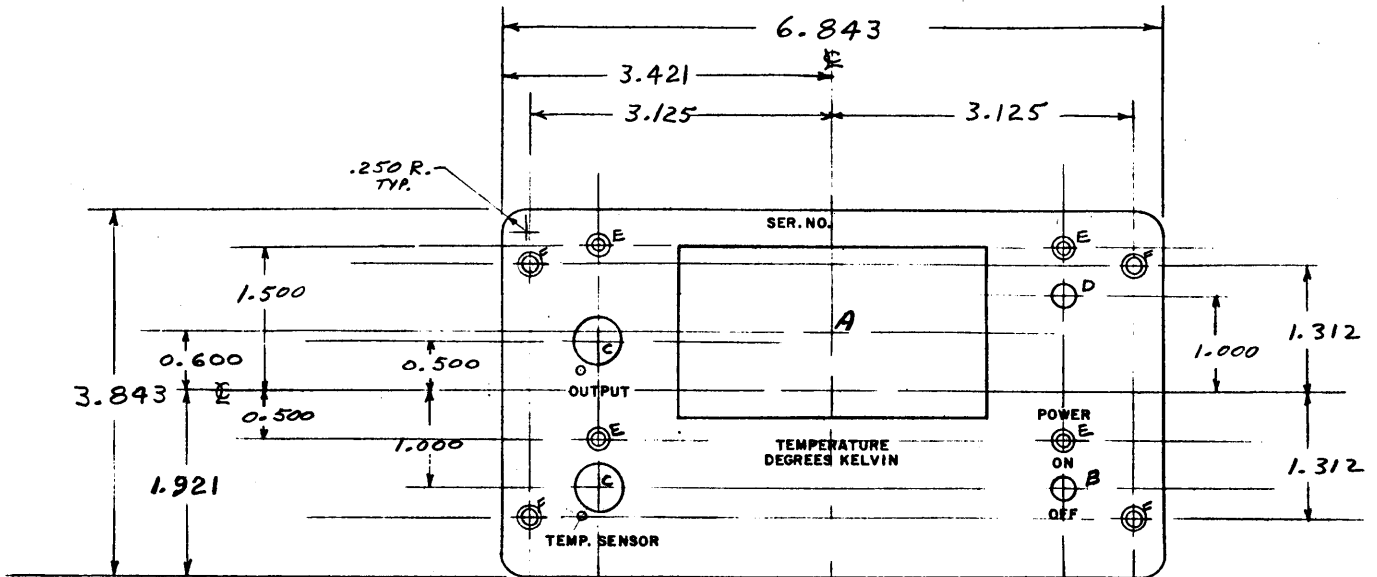 6.843
℄
3.421
3.125 3.125
.250 R.
TYP.
SER. NO.
E E
F F
D
1.500
A
1.312
0.600 0.500 C 1.000
3.843 ℄ OUTPUT
0.500 POWER
E E
1.000 TEMPERATURE
DEGREES KELVIN ON
1.921 C B 1.312
F OFF F
TEMP. SENSOR